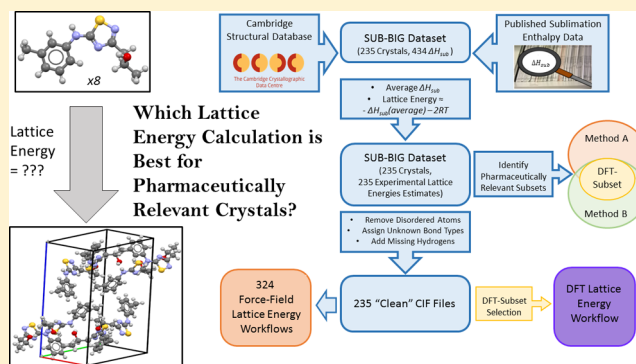 x8
Lattice
Energy
= ???
Which Lattice
Energy Calculation is
Best for
Pharmaceutically
Relevant Crystals?
Cambridge
Structural Database
The Cambridge Crystallographic
Data Centre
SUB-BIG Dataset
(235 Crystals, 434 ΔHsub)
Published Sublimation
Enthalpy Data
ΔHsub
• Average ΔHsub
• Lattice Energy ≈
- ΔHsub(average) – 2RT
SUB-BIG Dataset
(235 Crystals,
235 Experimental Lattice
Energies Estimates)
Identify
Pharmaceutically
Relevant Subsets
Method A
DFT-
Subset
Method B
• Remove Disordered Atoms
• Assign Unknown Bond Types
• Add Missing Hydrogens
324
Force-Field
Lattice Energy
Workflows
235 “Clean” CIF Files
DFT-Subset
Selection
DFT Lattice
Energy
Workflow